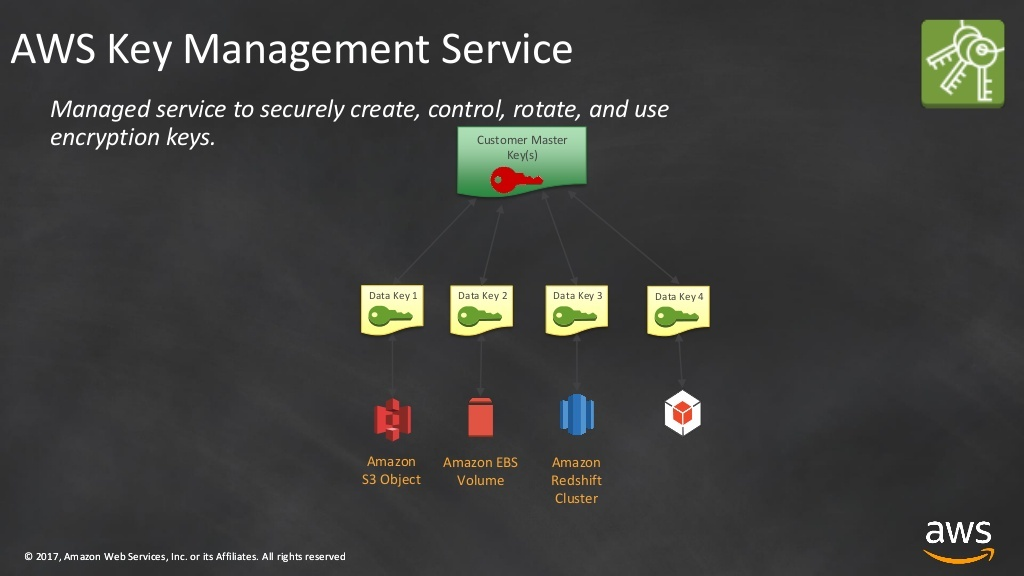 AWS Key Management Service
Managed service to securely create, control, rotate, and use
encryption keys.
Customer Master
Key(s)
Data Key 1
Data Key 2
Data Key 3
Data Key 4
Amazon
S3 Object
Amazon EBS
Volume
Amazon
Redshift
Cluster
© 2017, Amazon Web Services, Inc. or its Affiliates. All rights reserved
aws